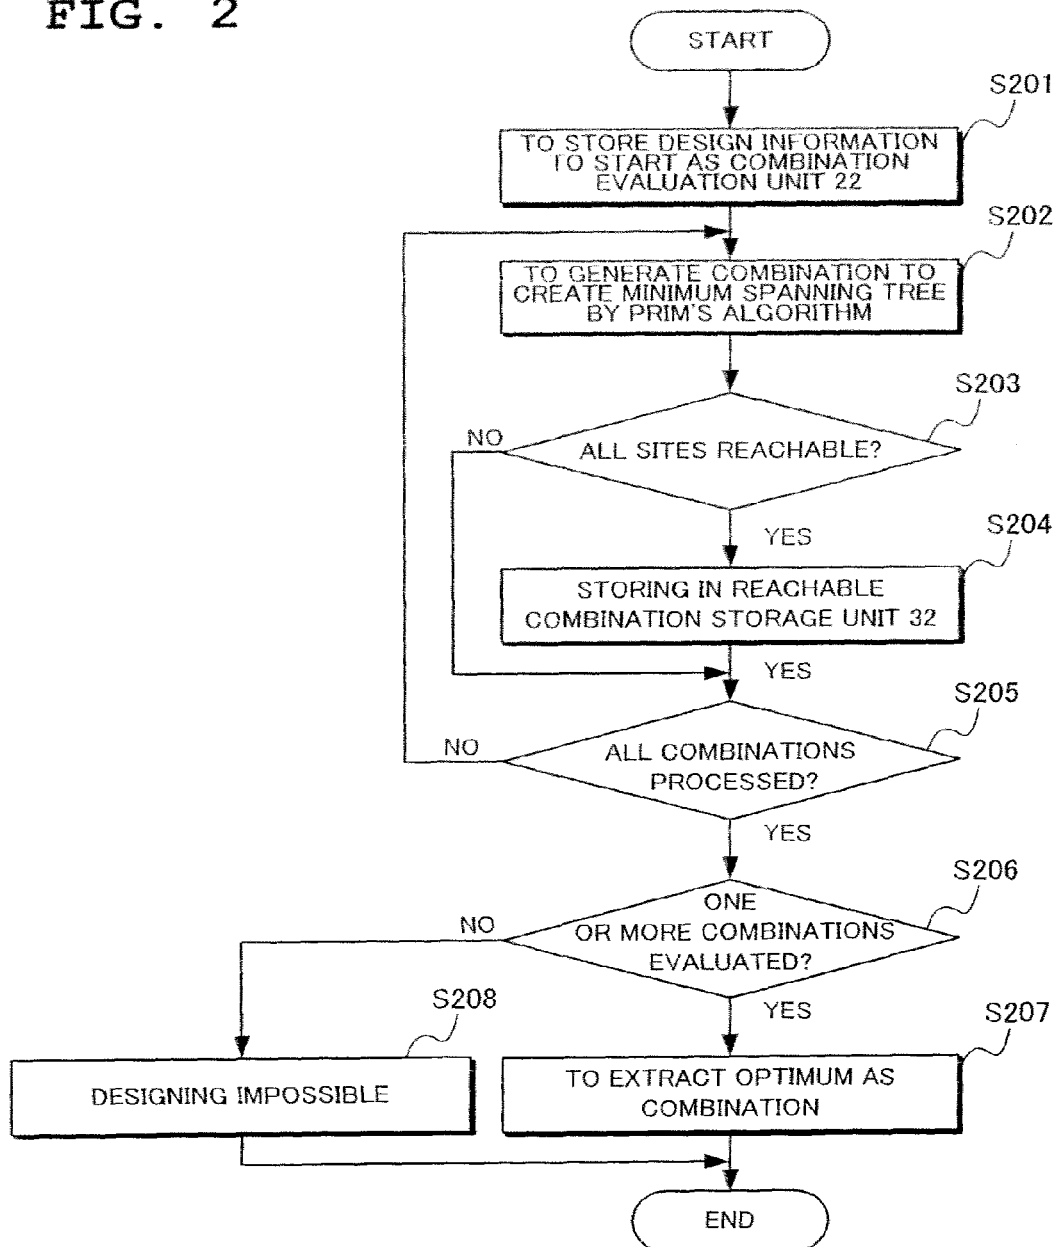 FIG. 2
START
S201
TO STORE DESIGN INFORMATION
TO START AS COMBINATION
EVALUATION UNIT 22
S202
TO GENERATE COMBINATION TO
CREATE MINIMUM SPANNING TREE
BY PRIM'S ALGORITHM
S203
NO
ALL SITES REACHABLE?
YES
S204
STORING IN REACHABLE
COMBINATION STORAGE UNIT 32
YES
S205
NO
ALL COMBINATIONS
PROCESSED?
YES
S206
ONE
NO
OR MORE COMBINATIONS
EVALUATED?
S208
YES
S207
DESIGNING IMPOSSIBLE
TO EXTRACT OPTIMUM AS
COMBINATION
END